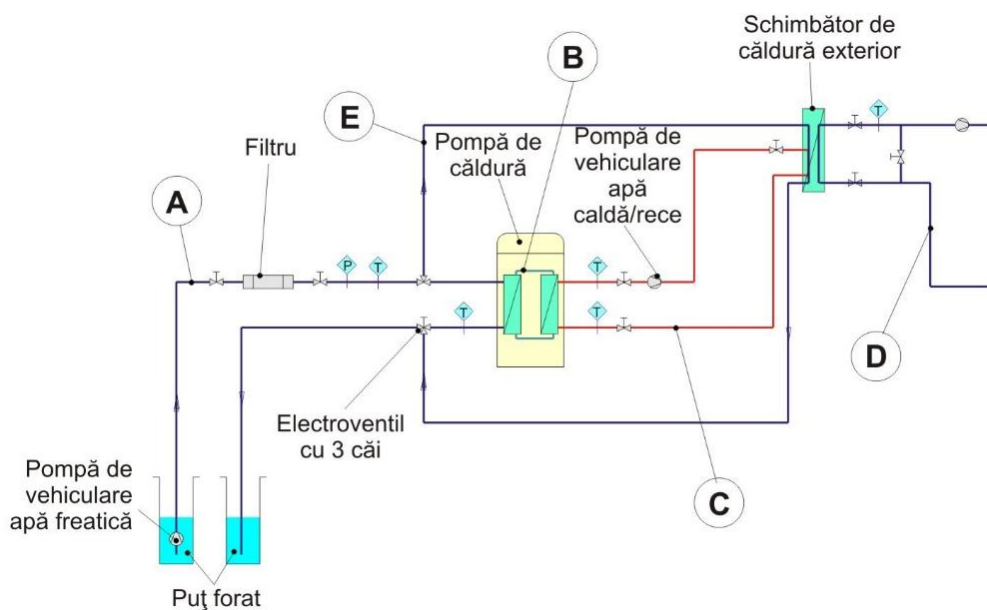 Schimbător de
căldură exterior
B
E
T
Pompă de
căldură
Pompă de
vehiculare
apă
caldă/rece
Filtru
A
P
T
T
T
T
D
Electroventil
cu 3 căi
C
Pompă de
vehiculare
apă freatică
Puţ forat